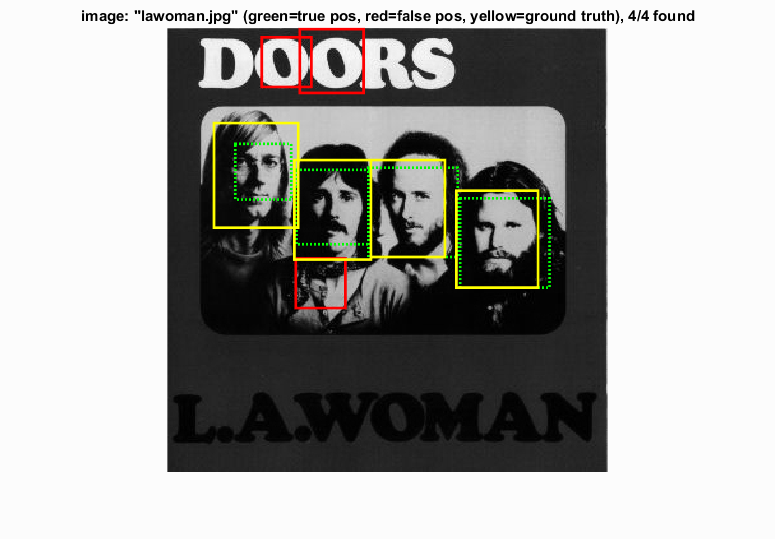 image: "lawoman.jpg" (green=true pos, red=false pos, yellow=ground truth), 4/4 found
DOORS
L.A.WOMAN